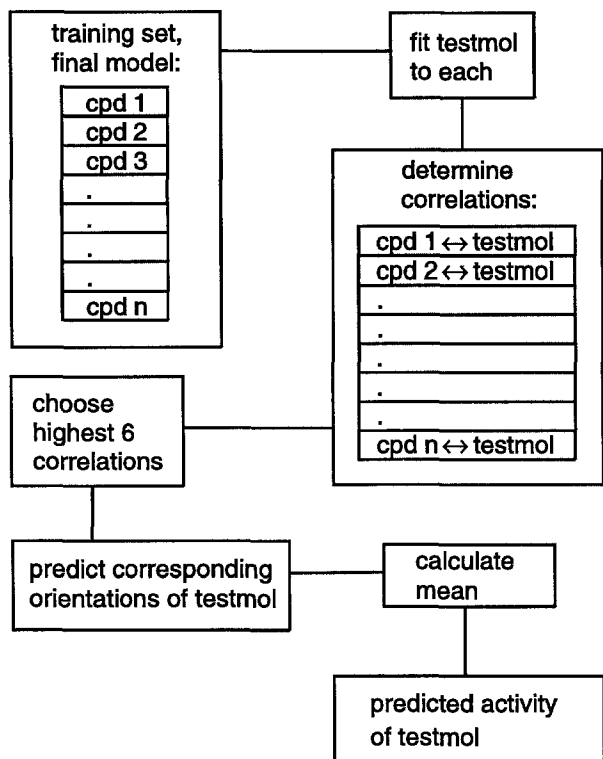 training set,
final model:
cpd 1
cpd 2
cpd 3
.
.
.
.
cpd n
fit testmol
to each
determine
correlations:
cpd 1 ↔ testmol
cpd 2 ↔ testmol
.
.
.
.
.
cpd n ↔ testmol
choose
highest 6
correlations
predict corresponding
orientations of testmol
calculate
mean
predicted activity
of testmol